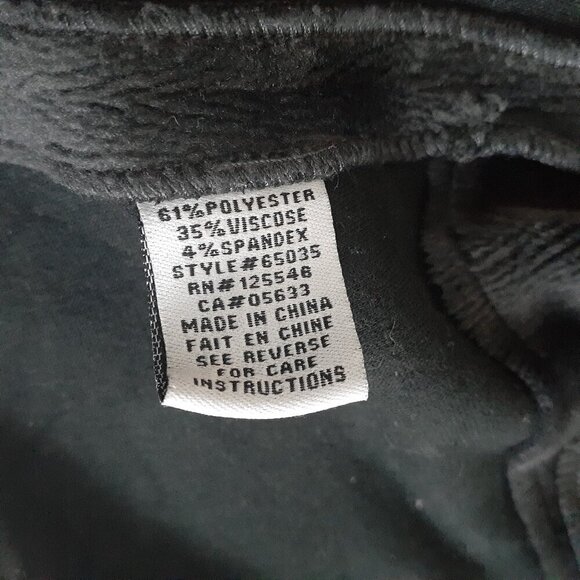 61%POLYESTER
35%VISCOSE
4%SPANDEX
STYLE#65035
RN#125546
CA#05633
MADE IN CHINA
FAIT EN CHINE
SEE REVERSE
FOR CARE
INSTRUCTIONS